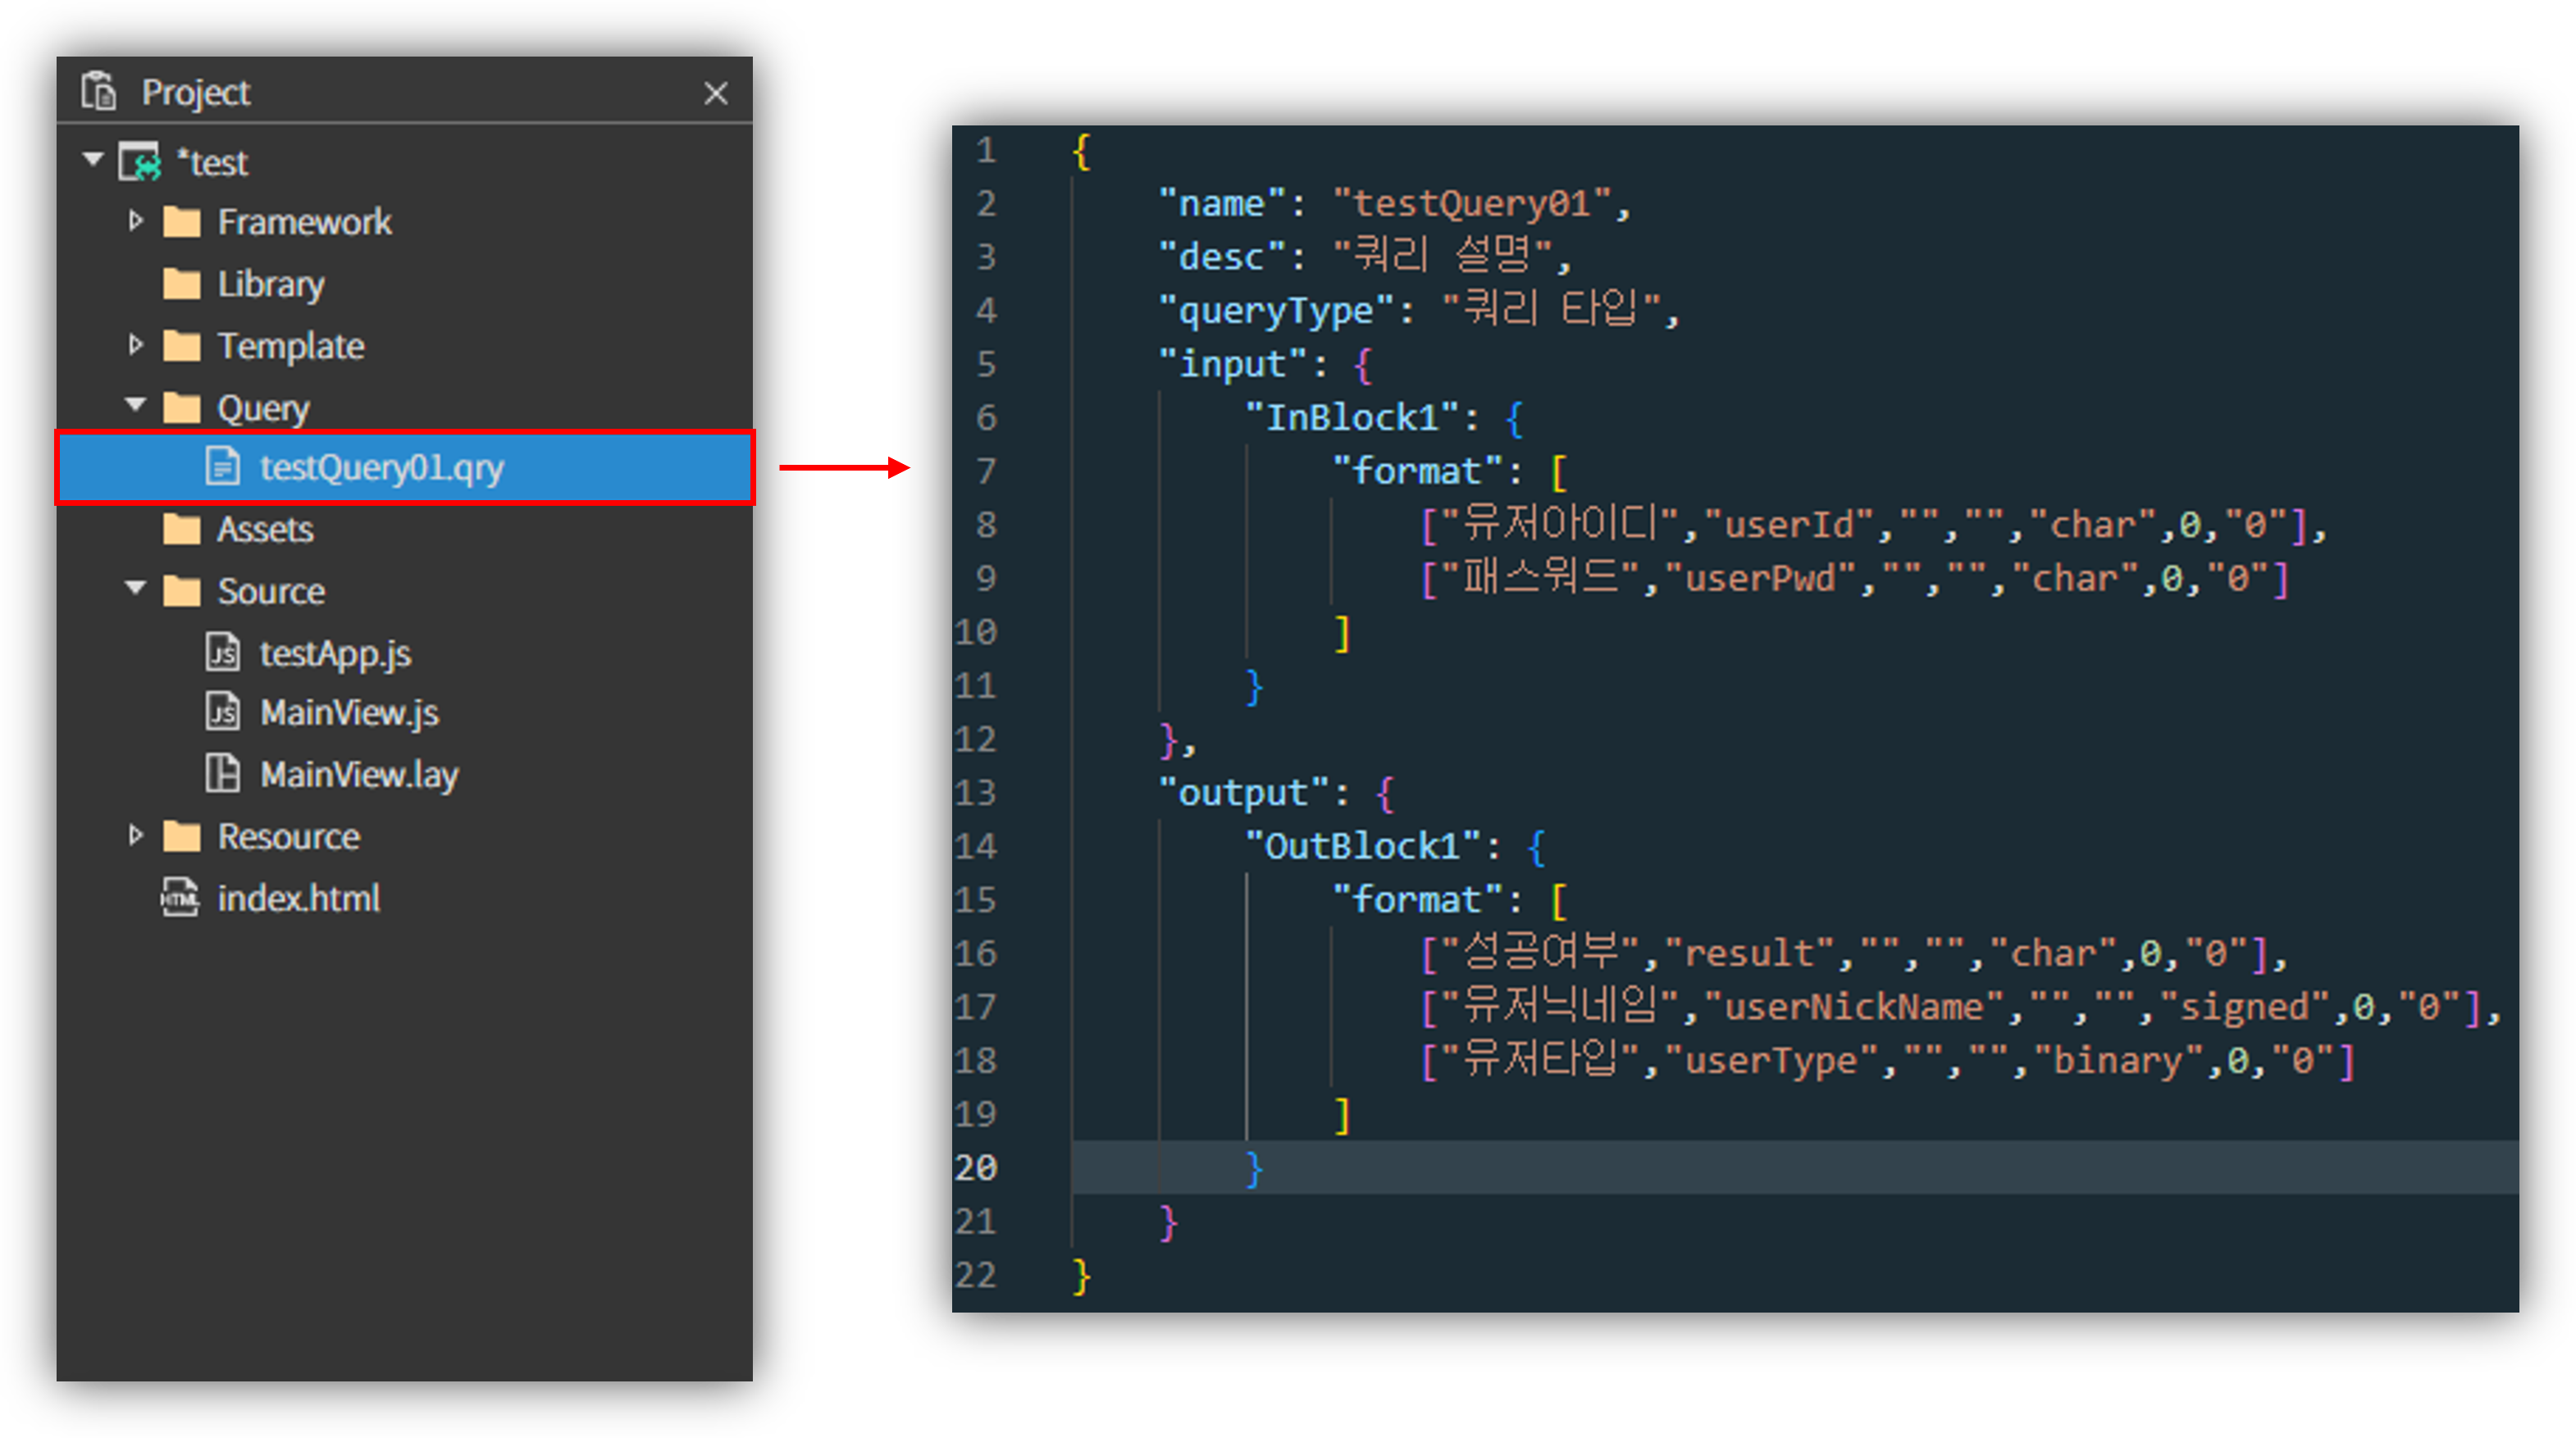 Project
*test
Framework
Library
Template
Query
testQuery01.qry
Assets
Source
JS testApp.js
JS MainView.js
MainView.lay
Resource
HTML index.html
1 {
2 "name": "testQuery01",
3 "desc": "쿼리 설명",
4 "queryType": "쿼리 타입",
5 "input": {
6 "InBlock1": {
7 "format": [
8 ["유저아이디","userId","","","char",0,"0"],
9 ["패스워드","userPwd","","","char",0,"0"]
10 ]
11 }
12 },
13 "output": {
14 "OutBlock1": {
15 "format": [
16 ["성공여부","result","","","char",0,"0"],
17 ["유저닉네임","userNickName","","","signed",0,"0"],
18 ["유저타입","userType","","","binary",0,"0"]
19 ]
20 }
21 }
22 }